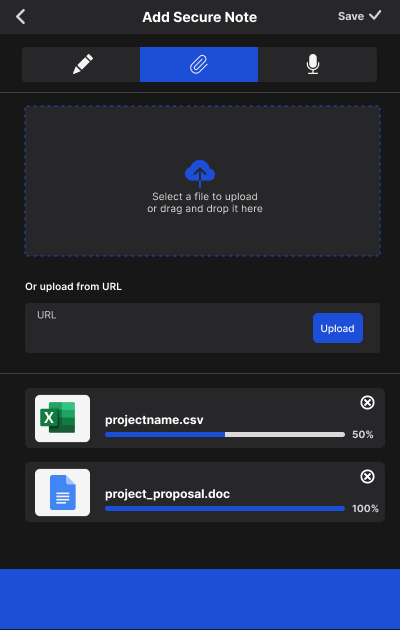 Add Secure Note
Save
Select a file to upload
or drag and drop it here
Or upload from URL
URL
Upload
X
projectname.csv
50%
project_proposal.doc
100%